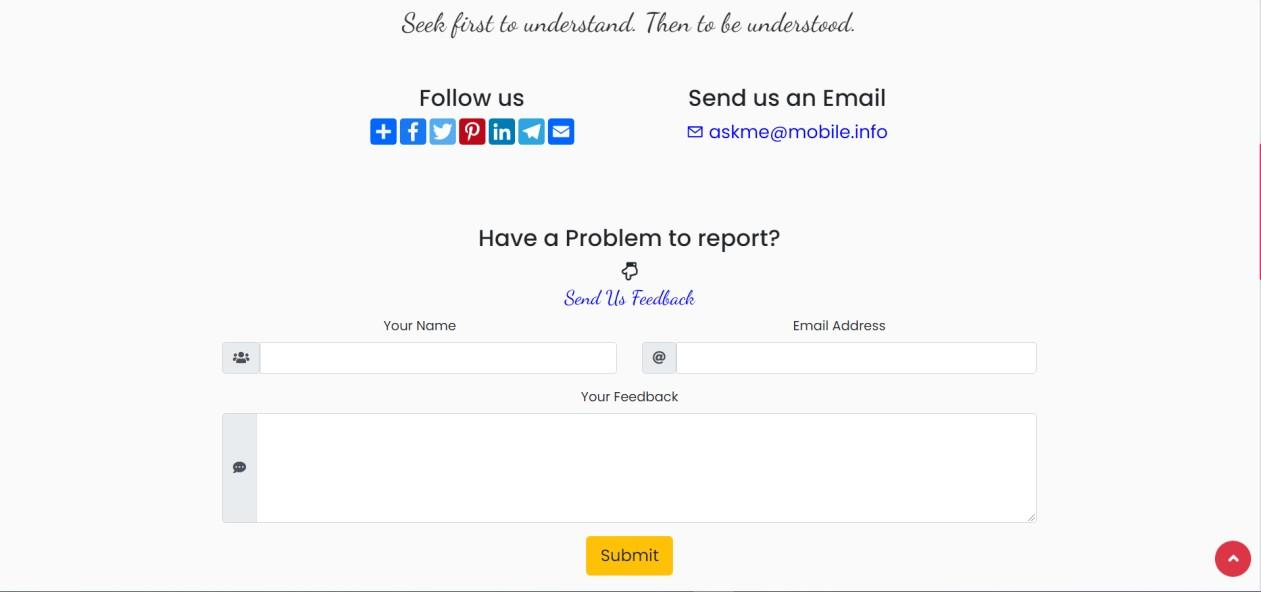 Seek first to understand. Then to be understood.
Follow us
Send us an Email
askme@mobile.info
Have a Problem to report?
Send Us Feedback
Your Name
Email Address
@
Your Feedback
Submit